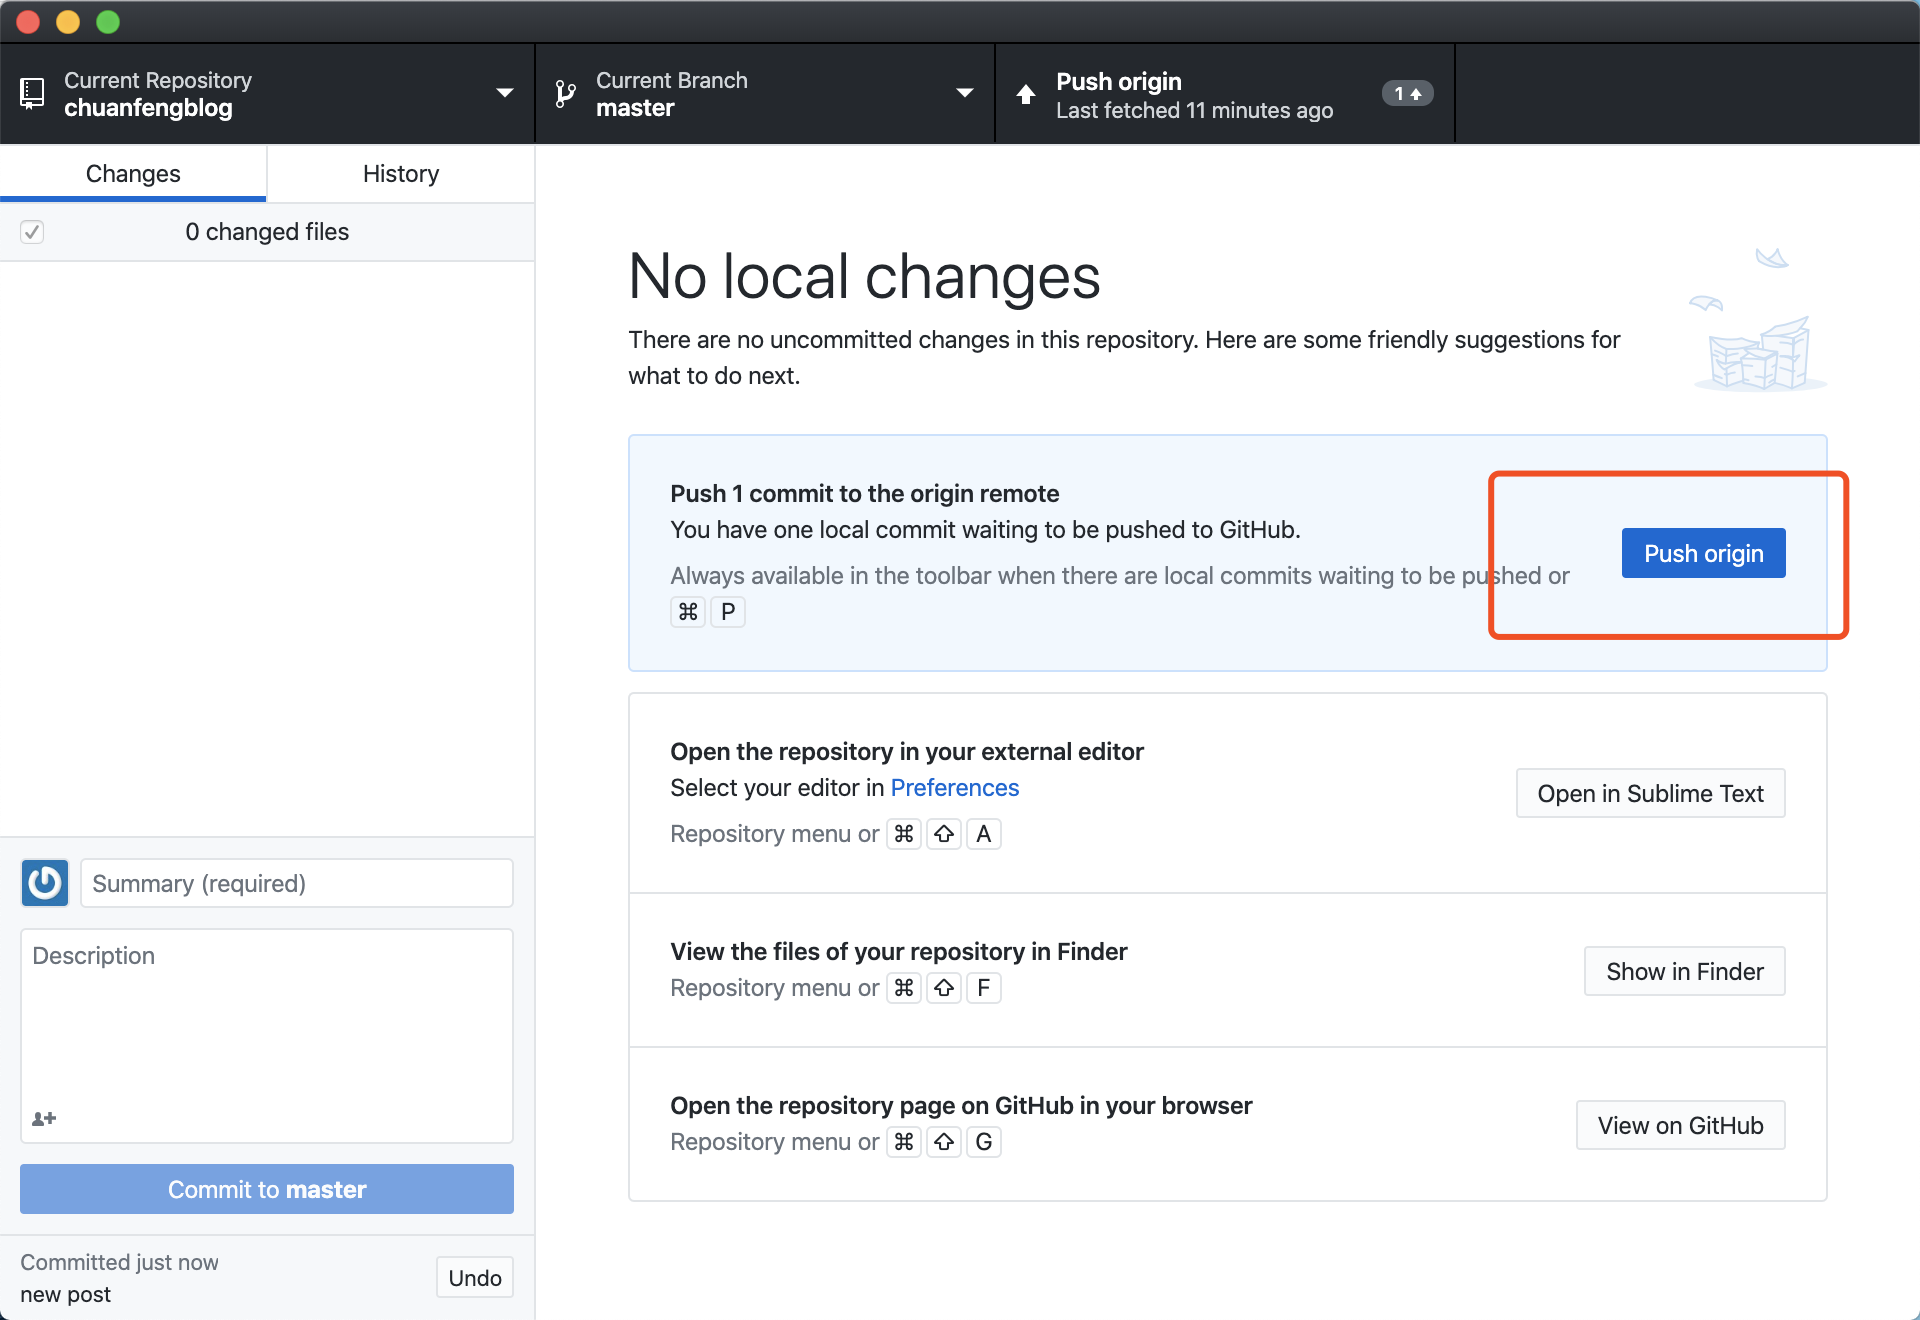 Current Repository
chuanfengblog
Current Branch
master
Push origin
Last fetched 11 minutes ago
1
Changes
History
0 changed files
No local changes
There are no uncommitted changes in this repository. Here are some friendly suggestions for
what to do next.
Push 1 commit to the origin remote
You have one local commit waiting to be pushed to GitHub.
Always available in the toolbar when there are local commits waiting to be pushed or
⌘ P
Push origin
Open the repository in your external editor
Select your editor in Preferences
Repository menu or ⌘ ⇧ A
Open in Sublime Text
View the files of your repository in Finder
Repository menu or ⌘ ⇧ F
Show in Finder
Open the repository page on GitHub in your browser
Repository menu or ⌘ ⇧ G
View on GitHub
Summary (required)
Description
Commit to master
Committed just now
new post
Undo